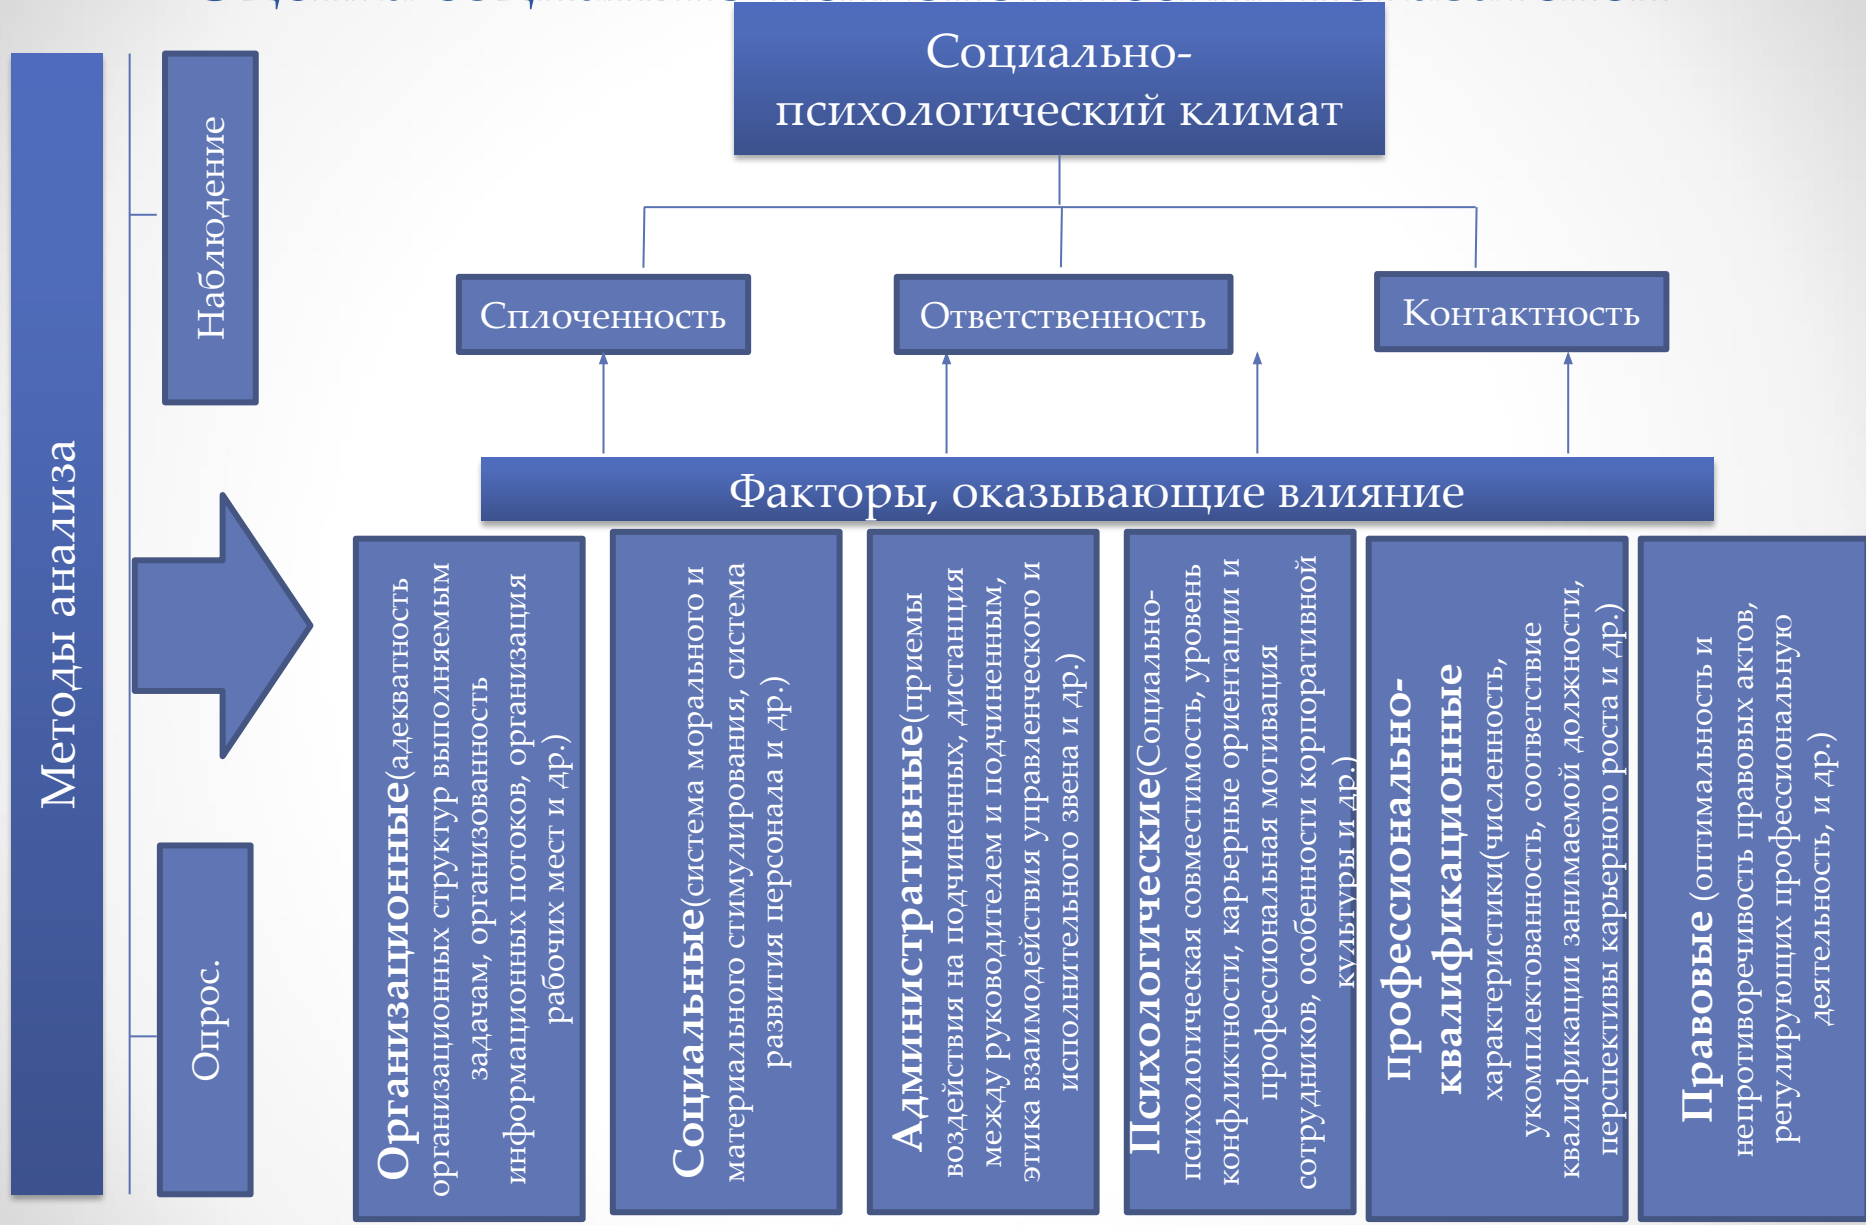 Социально-
психологический климат
Методы анализа
Наблюдение
Опрос.
Сплоченность
Ответственность
Контактность
Факторы, оказывающие влияние
Организационные(адекватность
организационных структур выполняемым
задачам, организованность
информационных потоков, организация
рабочих мест и др.)
Социальные(система морального и
материального стимулирования, система
развития персонала и др.)
Административные(приемы
воздействия на подчиненных, дистанция
между руководителем и подчиненным,
этика взаимодействия управленческого и
исполнительного звена и др.)
Психологические(Социально-
психологическая совместимость, уровень
конфликтности, карьерные ориентации и
профессиональная мотивация
сотрудников, особенности корпоративной
культуры и др.)
Профессионально-
квалификационные
характеристики(численность,
укомплектованность, соответствие
квалификации занимаемой должности,
перспективы карьерного роста и др.)
Правовые (оптимальность и
непротиворечивость правовых актов,
регулирующих профессиональную
деятельность, и др.)